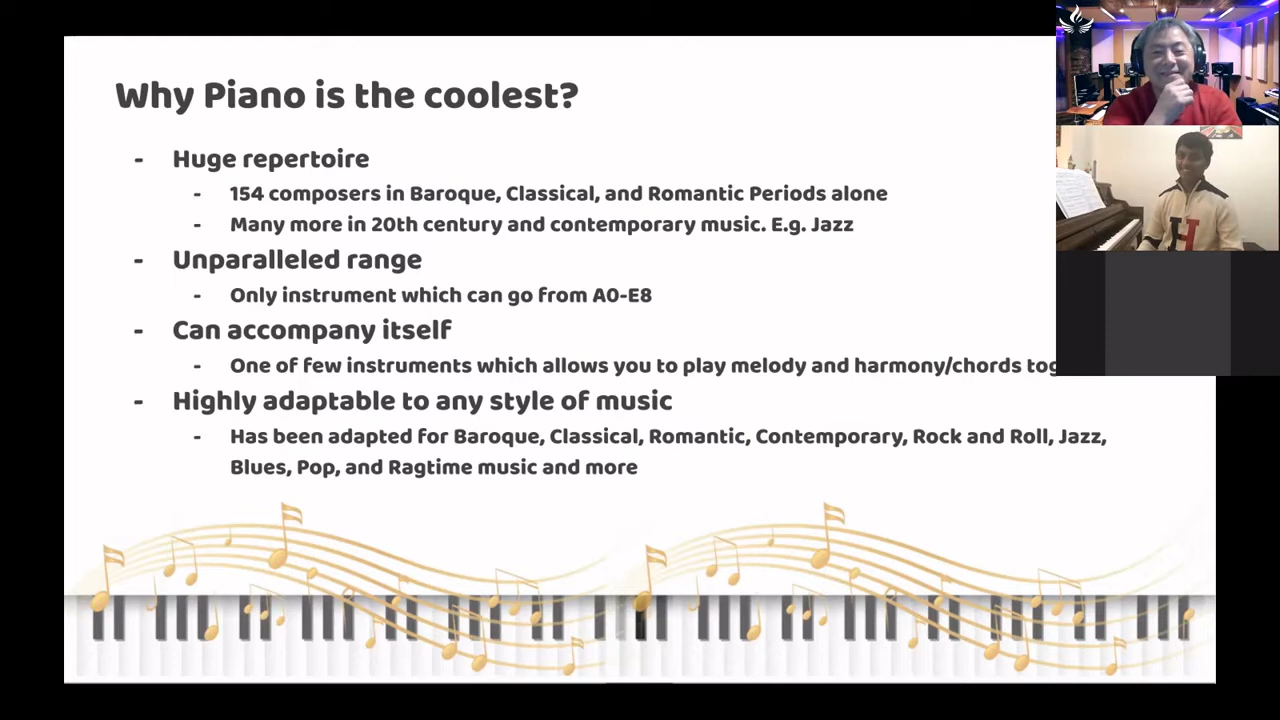 Why Piano is the coolest?
- Huge repertoire
- 154 composers in Baroque, Classical, and Romantic Periods alone
- Many more in 20th century and contemporary music. E.g. Jazz
- Unparalleled range
- Only instrument which can go from A0-E8
- Can accompany itself
- One of few instruments which allows you to play melody and harmony/chords tog
- Highly adaptable to any style of music
- Has been adapted for Baroque, Classical, Romantic, Contemporary, Rock and Roll, Jazz,
Blues, Pop, and Ragtime music and more
H